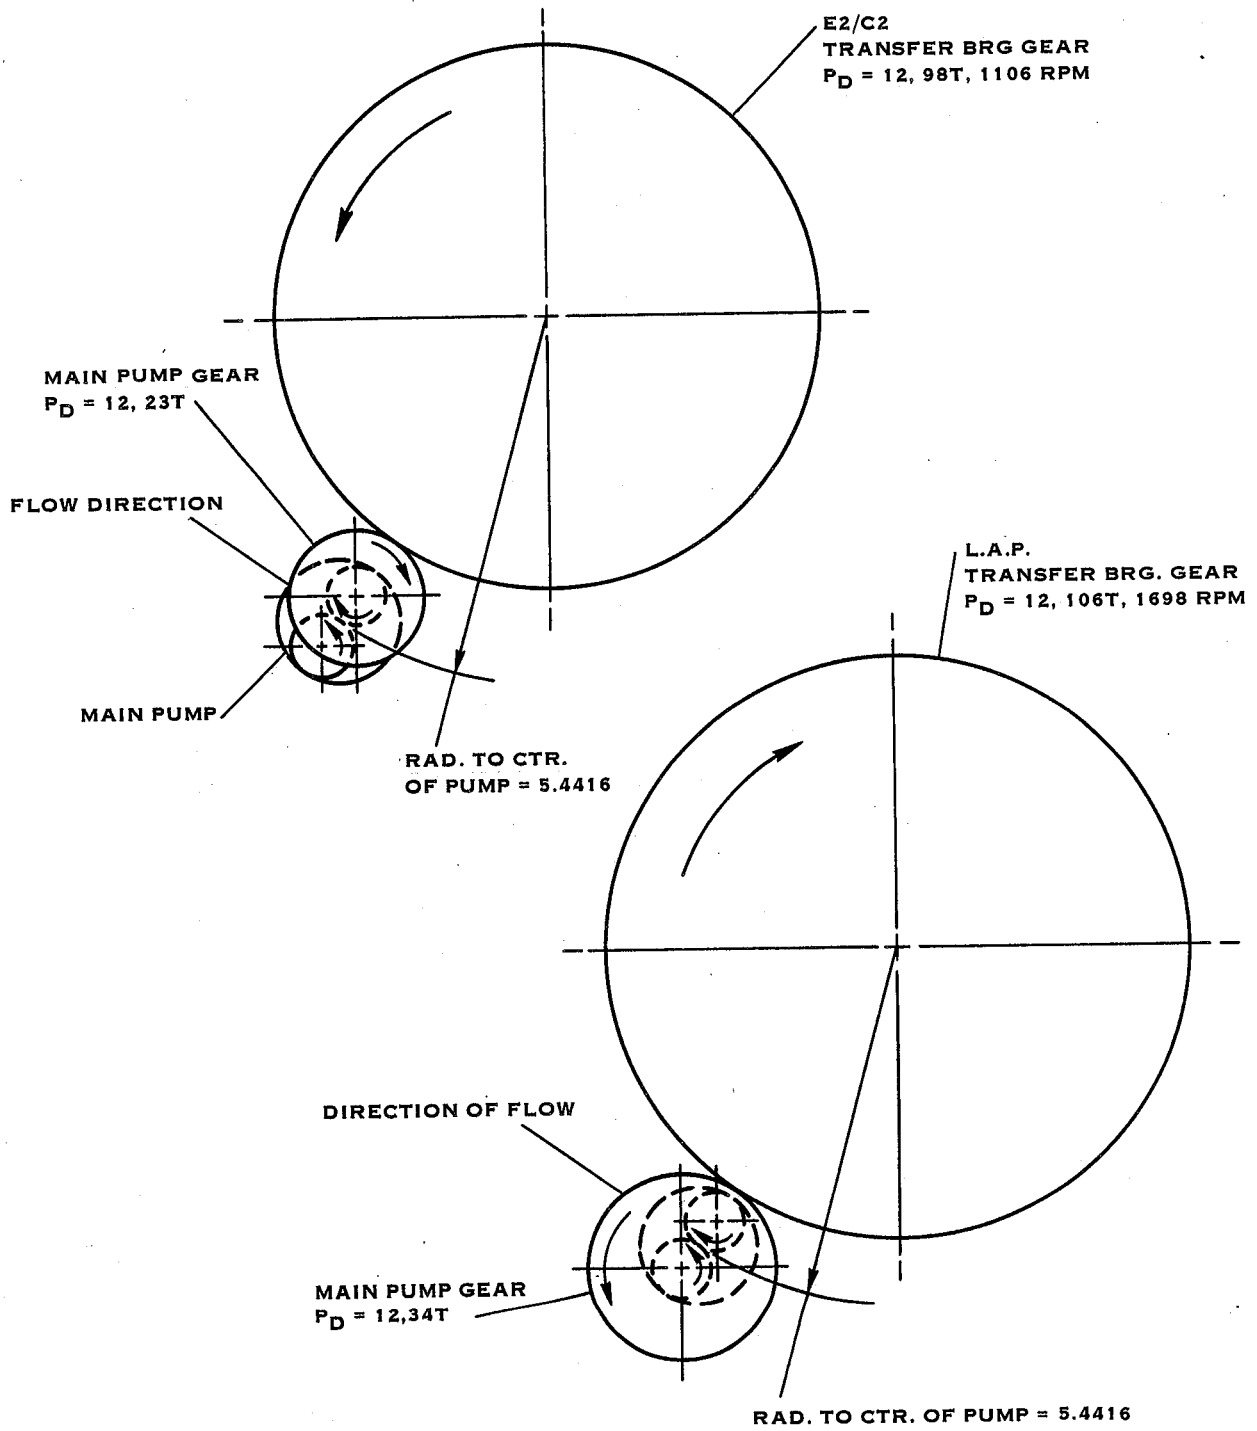 E2/C2
TRANSFER BRG GEAR
PD = 12, 98T, 1106 RPM
MAIN PUMP GEAR
PD = 12, 23T
FLOW DIRECTION
MAIN PUMP
RAD. TO CTR.
OF PUMP = 5.4416
L.A.P.
TRANSFER BRG. GEAR
PD = 12, 106T, 1698 RPM
DIRECTION OF FLOW
MAIN PUMP GEAR
PD = 12,34T
RAD. TO CTR. OF PUMP = 5.4416